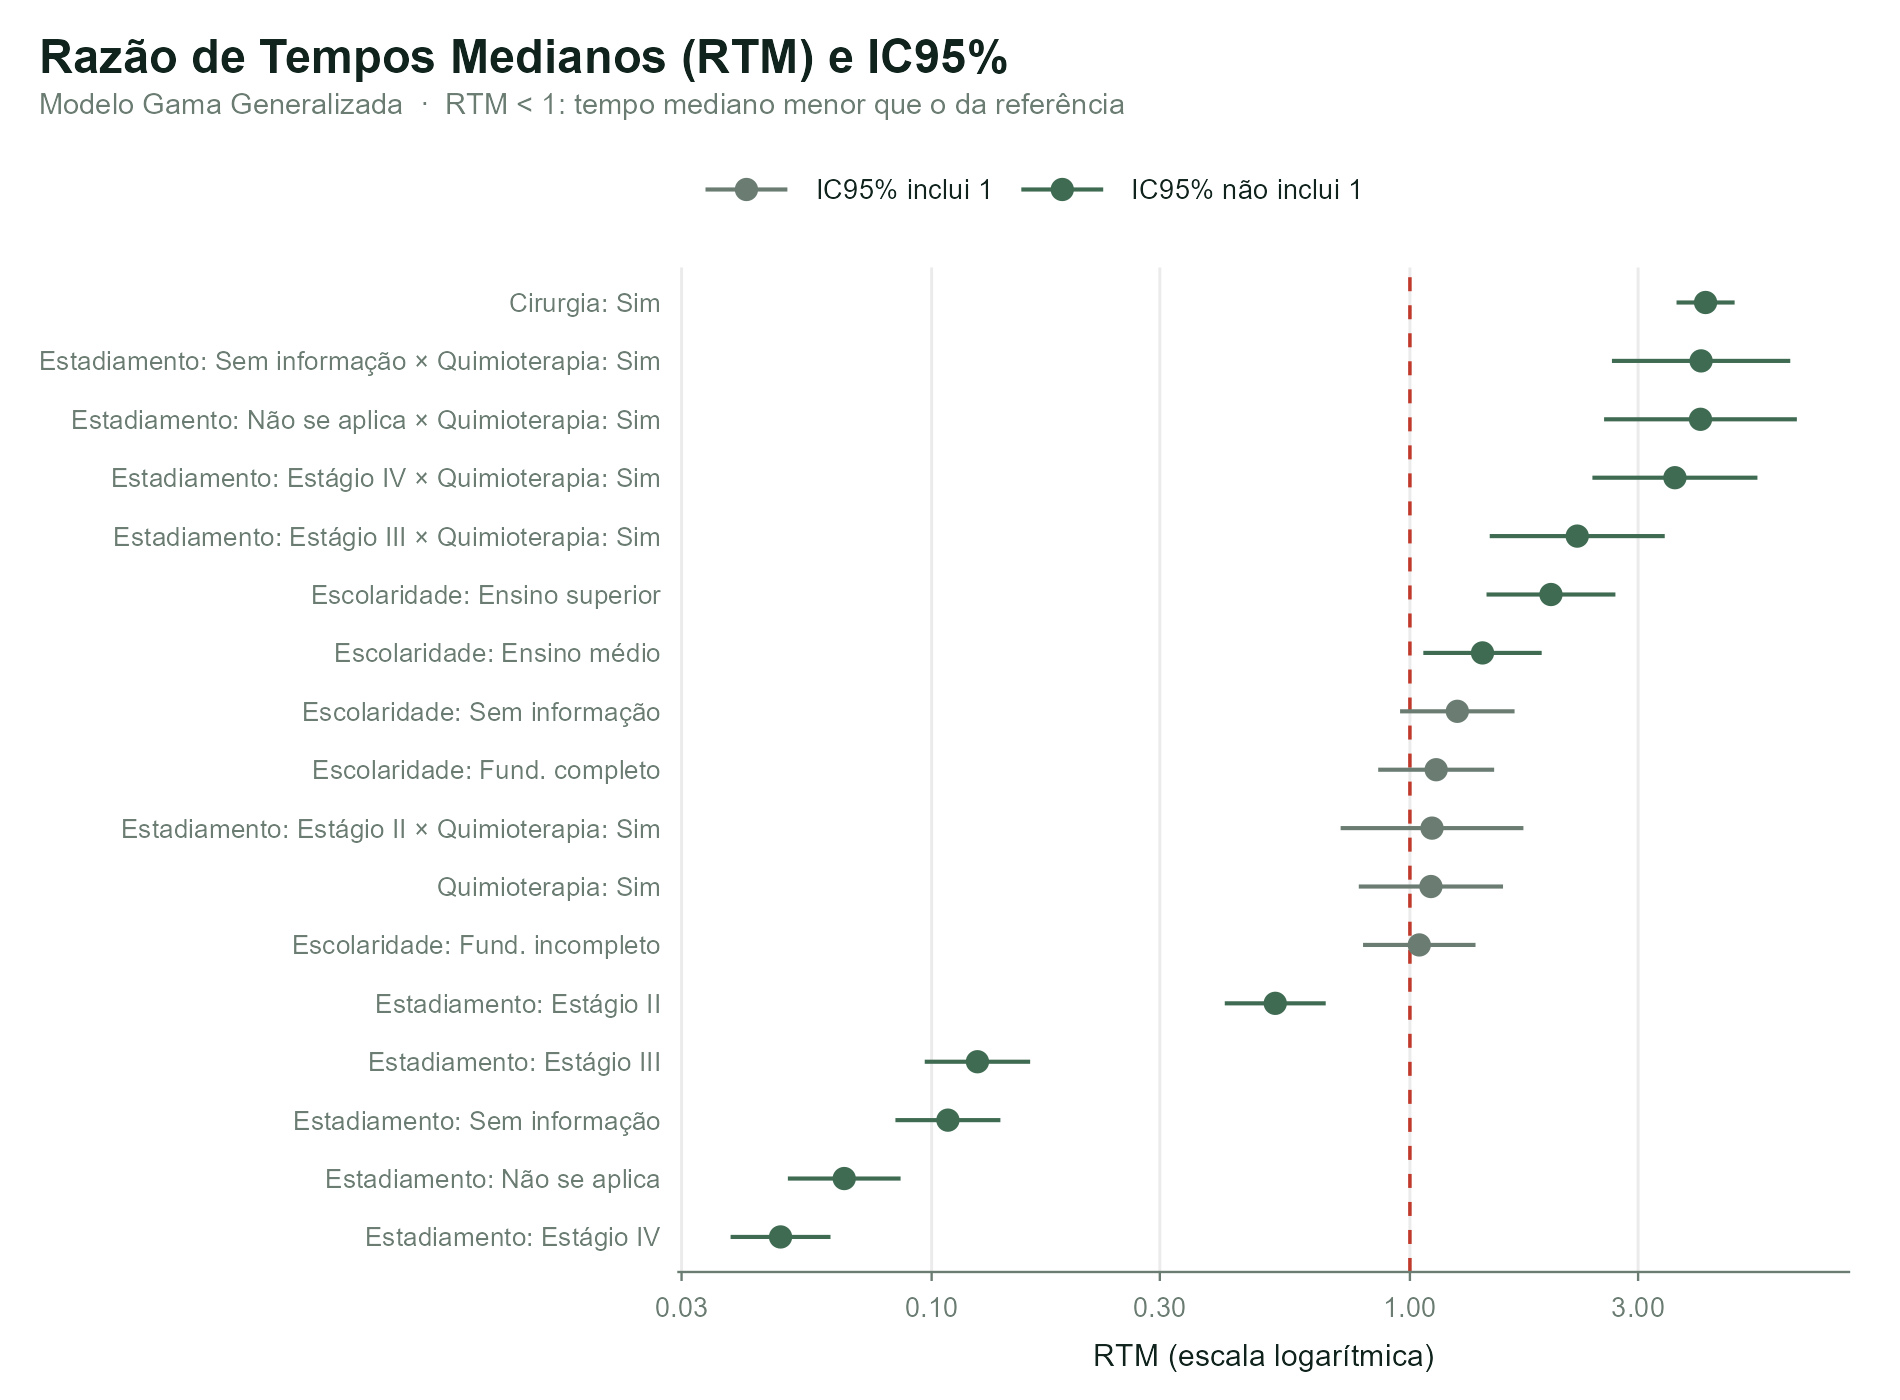 Razão de Tempos Medianos (RTM) e IC95%
Modelo Gama Generalizada · RTM < 1: tempo mediano menor que o da referência
IC95% inclui 1
IC95% não inclui 1
Cirurgia: Sim
Estadiamento: Sem informação × Quimioterapia: Sim
Estadiamento: Não se aplica × Quimioterapia: Sim
Estadiamento: Estágio IV × Quimioterapia: Sim
Estadiamento: Estágio III × Quimioterapia: Sim
Escolaridade: Ensino superior
Escolaridade: Ensino médio
Escolaridade: Sem informação
Escolaridade: Fund. completo
Estadiamento: Estágio II × Quimioterapia: Sim
Quimioterapia: Sim
Escolaridade: Fund. incompleto
Estadiamento: Estágio II
Estadiamento: Estágio III
Estadiamento: Sem informação
Estadiamento: Não se aplica
Estadiamento: Estágio IV
0.03 0.10 0.30 1.00 3.00
RTM (escala logarítmica)